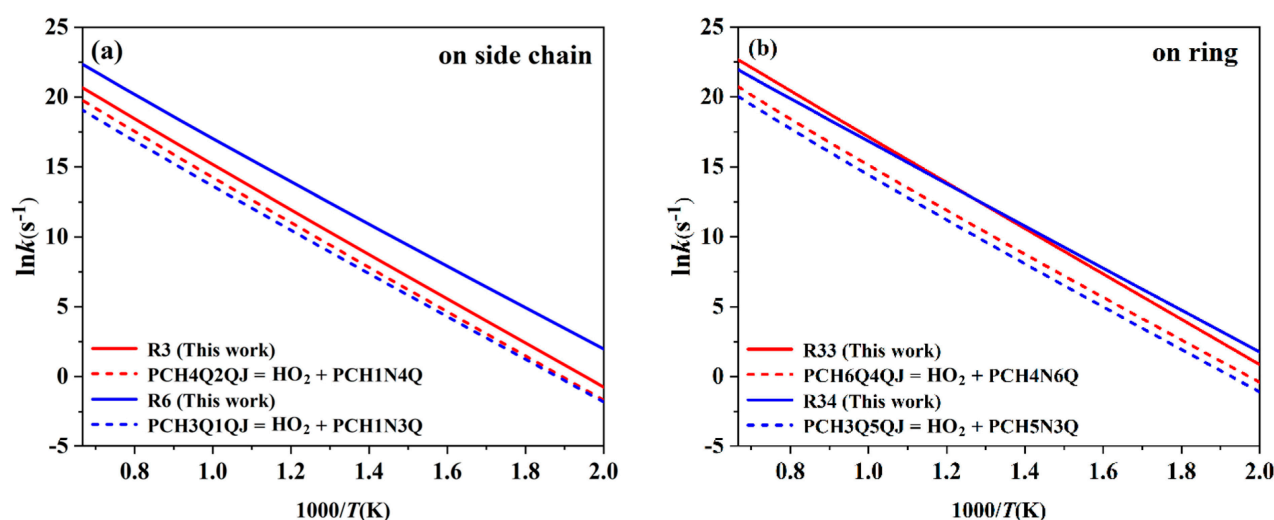 (a)
on side chain
25
20
15
10
5
0
-5
lnk(s⁻¹)
R3 (This work)
PCH4Q2QJ = HO₂ + PCH1N4Q
R6 (This work)
PCH3Q1QJ = HO₂ + PCH1N3Q
0.8 1.0 1.2 1.4 1.6 1.8 2.0
1000/T(K)
(b)
on ring
25
20
15
10
5
0
-5
lnk(s⁻¹)
R33 (This work)
PCH6Q4QJ = HO₂ + PCH4N6Q
R34 (This work)
PCH3Q5QJ = HO₂ + PCH5N3Q
0.8 1.0 1.2 1.4 1.6 1.8 2.0
1000/T(K)